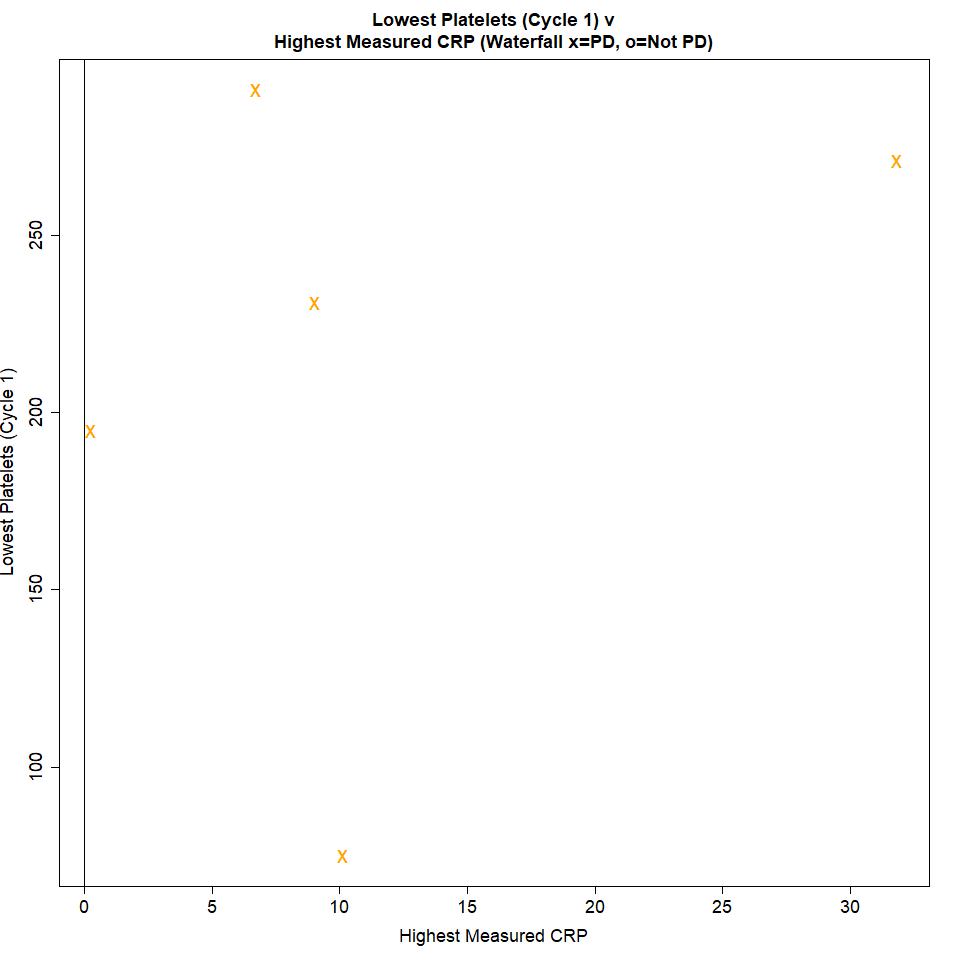 Lowest Platelets (Cycle 1) v
Highest Measured CRP (Waterfall x=PD, o=Not PD)
Lowest Platelets (Cycle 1)
250
200
150
100
X
X
X
X
X
0 5 10 15 20 25 30
Highest Measured CRP